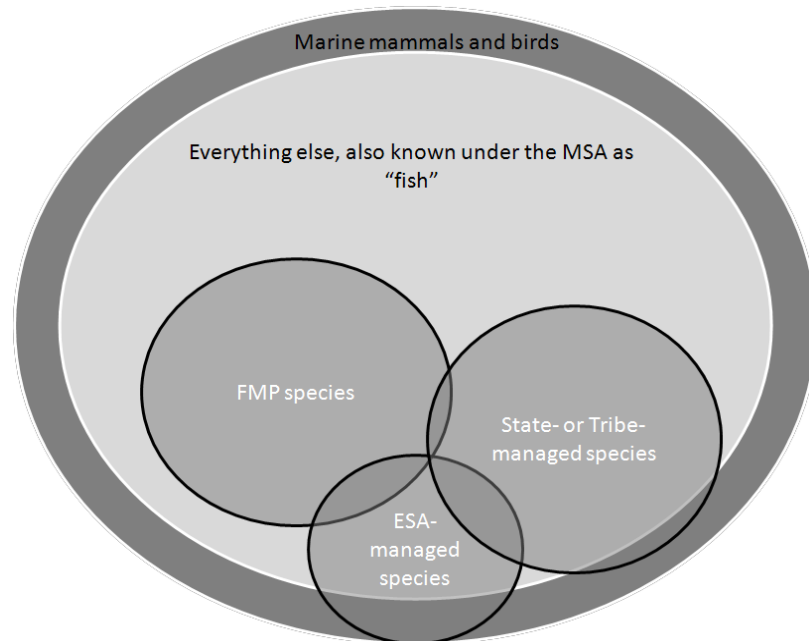 Marine mammals and birds
Everything else, also known under the MSA as
“fish”
FMP species
State- or Tribe-
managed species
ESA-
managed
species